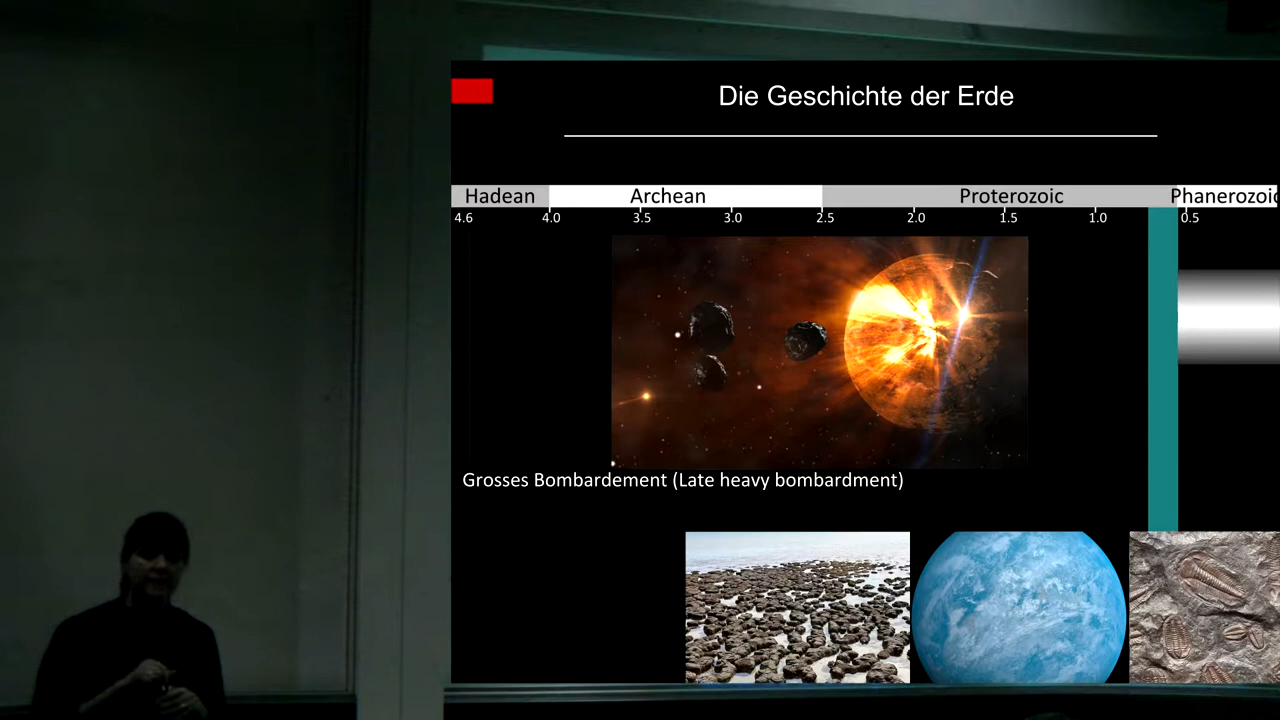 Die Geschichte der Erde
Hadean Archean Proterozoic Phanerozoic
4.6 4.0 3.5 3.0 2.5 2.0 1.5 1.0 0.5
Grosses Bombardement (Late heavy bombardment)